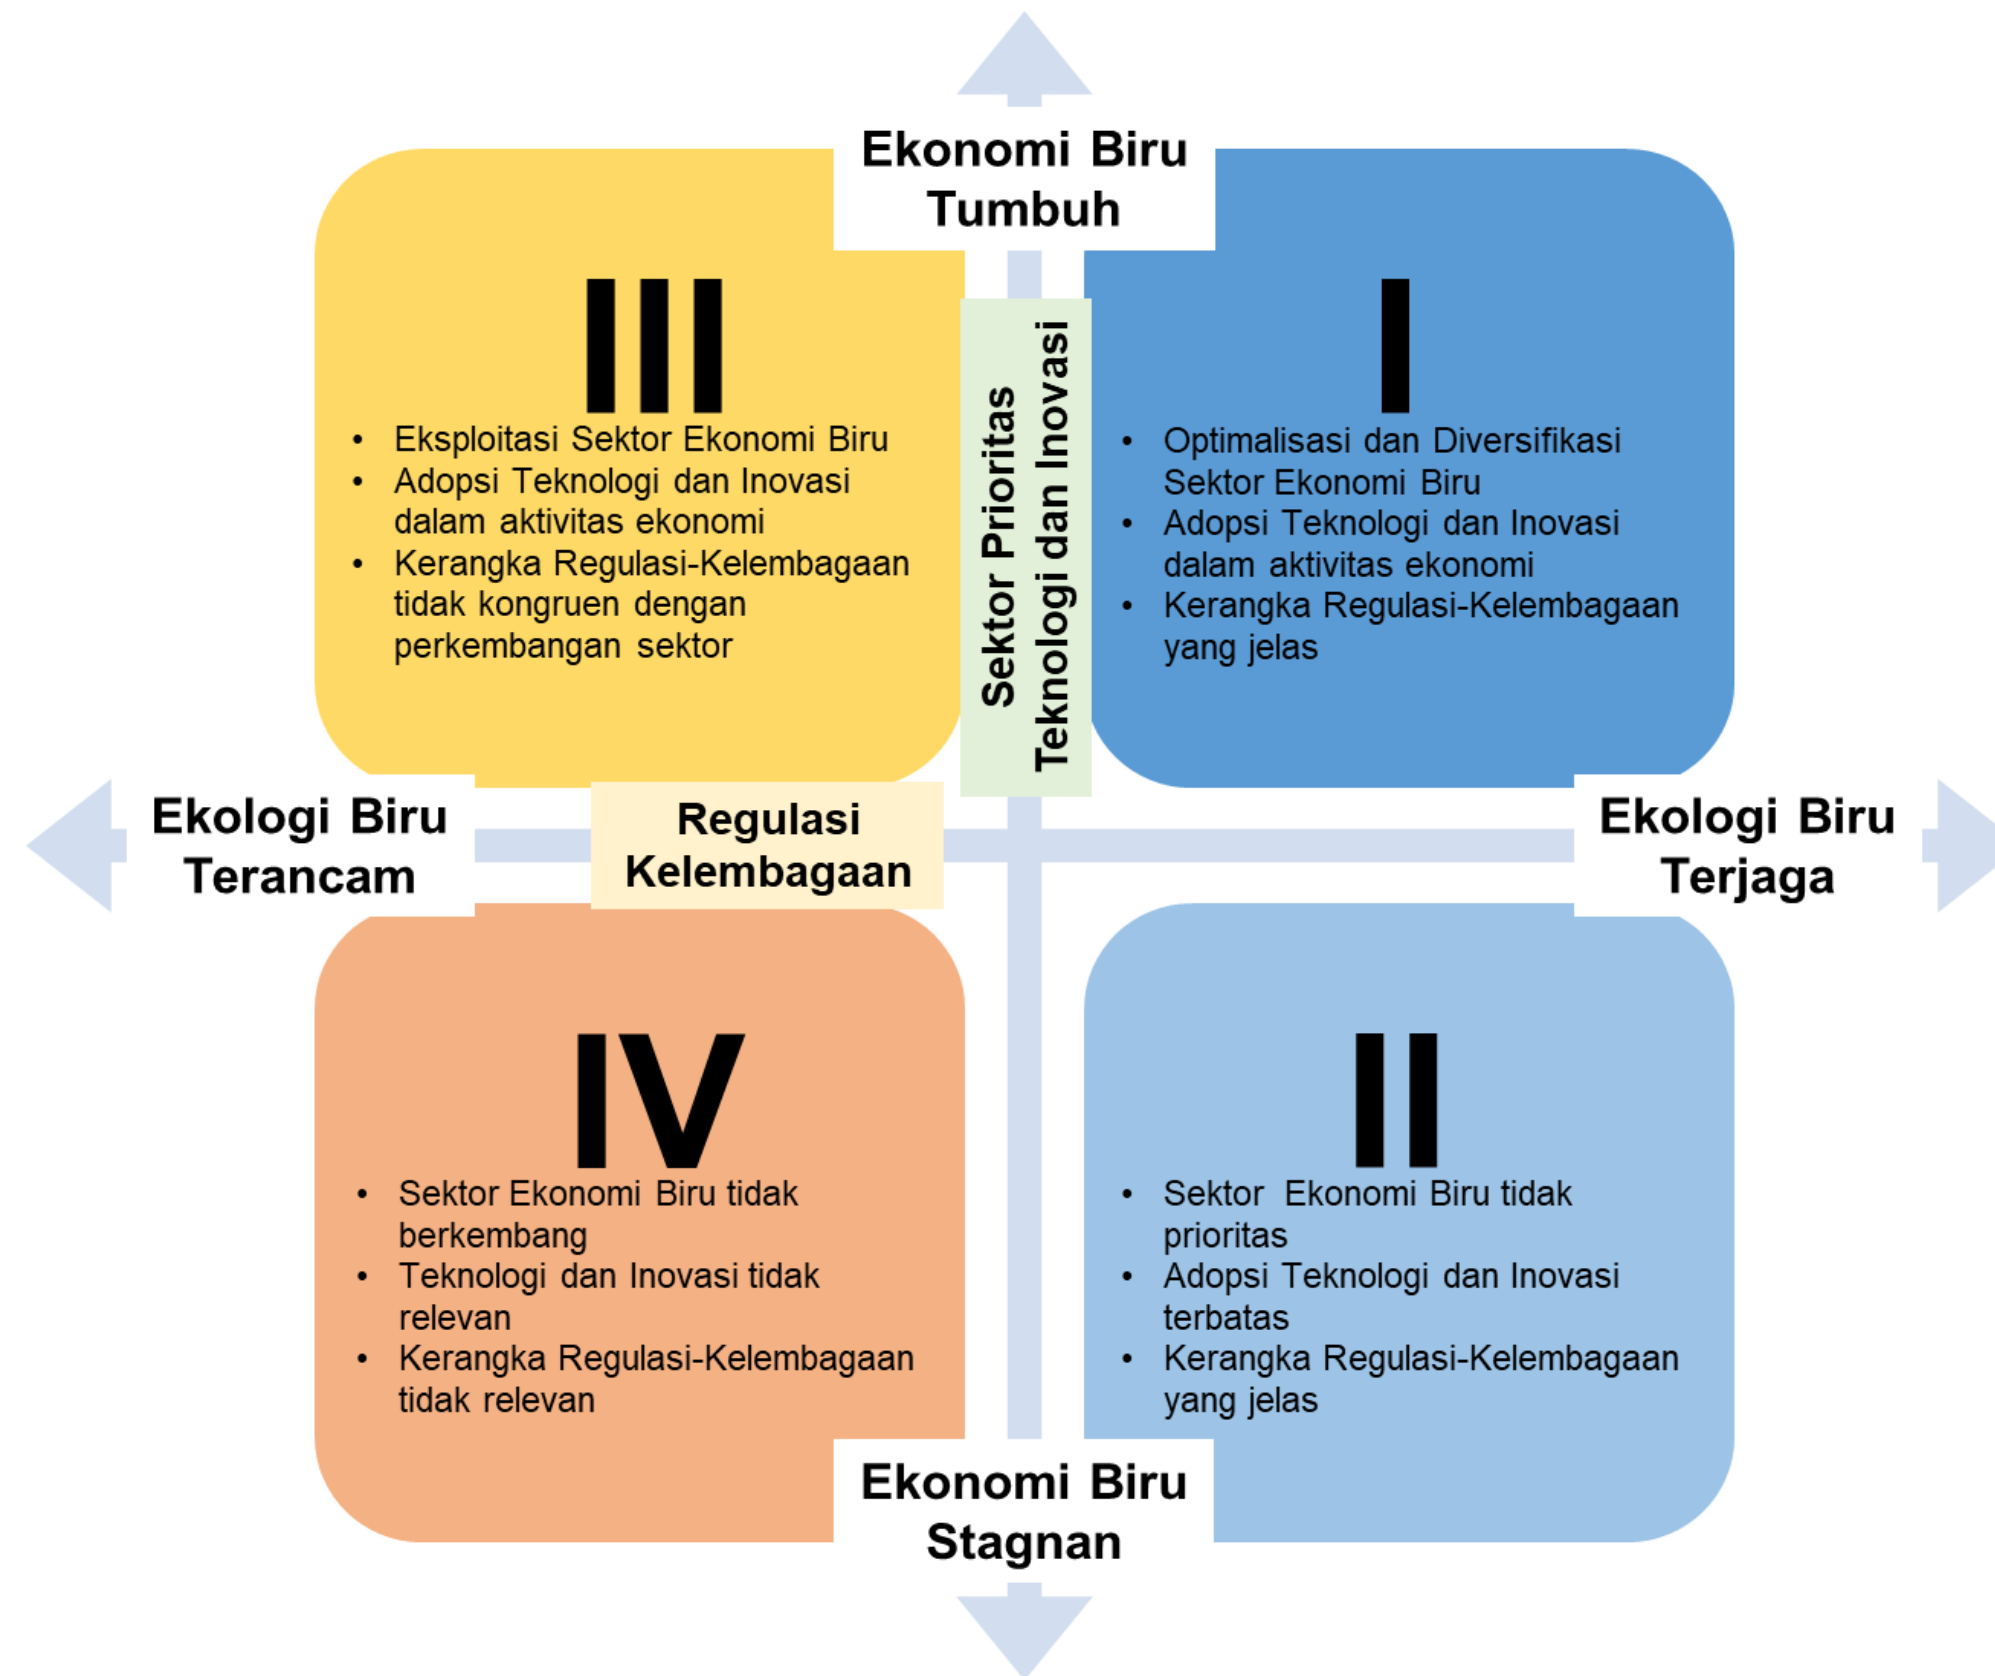 Ekonomi Biru
Tumbuh
III
• Eksploitasi Sektor Ekonomi Biru
• Adopsi Teknologi dan Inovasi
dalam aktivitas ekonomi
• Kerangka Regulasi-Kelembagaan
tidak kongruen dengan
perkembangan sektor
Sektor Prioritas
Teknologi dan Inovasi
I
• Optimalisasi dan Diversifikasi
Sektor Ekonomi Biru
• Adopsi Teknologi dan Inovasi
dalam aktivitas ekonomi
• Kerangka Regulasi-Kelembagaan
yang jelas
Ekologi Biru
Terancam
Regulasi
Kelembagaan
Ekologi Biru
Terjaga
IV
• Sektor Ekonomi Biru tidak
berkembang
• Teknologi dan Inovasi tidak
relevan
• Kerangka Regulasi-Kelembagaan
tidak relevan
II
• Sektor Ekonomi Biru tidak
prioritas
• Adopsi Teknologi dan Inovasi
terbatas
• Kerangka Regulasi-Kelembagaan
yang jelas
Ekonomi Biru
Stagnan